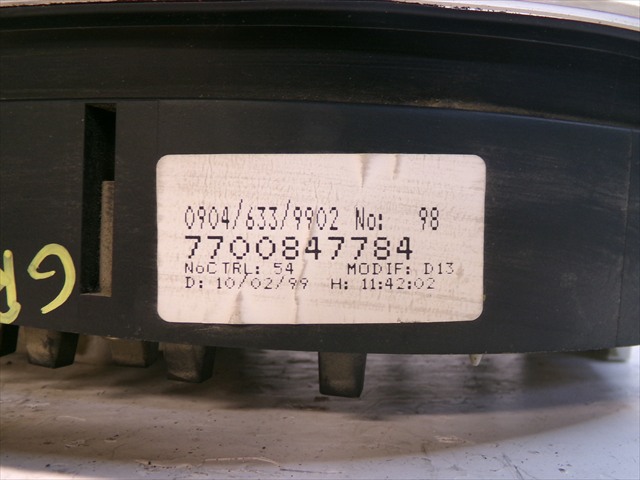 0904/633/9902 No: 98
7700847784
NoCTRL: 54 MODIF: D13
D: 10/02/99 H: 11:42:02